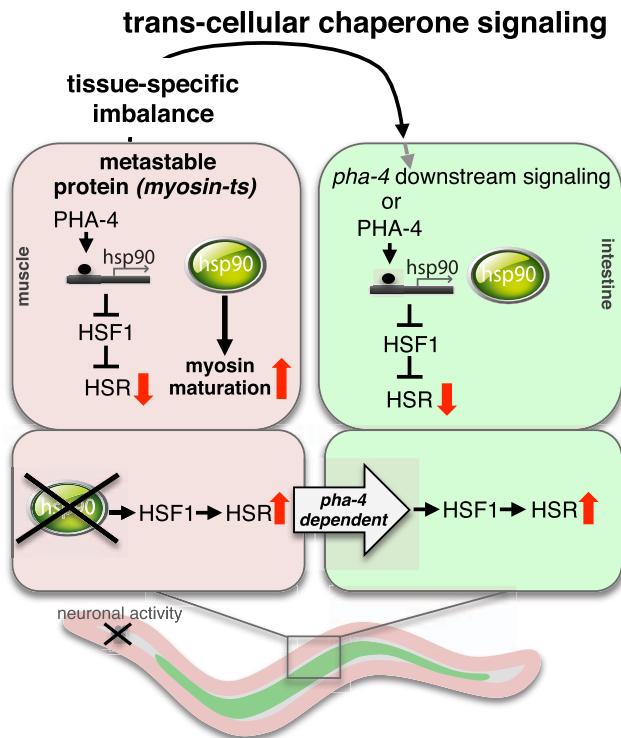 trans-cellular chaperone signaling
tissue-specific
imbalance
metastable
protein (myosin-ts)
PHA-4
hsp90
hsp90
HSF1
HSR
myosin
maturation
muscle
pha-4 downstream signaling
or
PHA-4
hsp90
hsp90
HSF1
HSR
intestine
hsp90
HSF1
HSR
pha-4
dependent
HSF1
HSR
neuronal activity